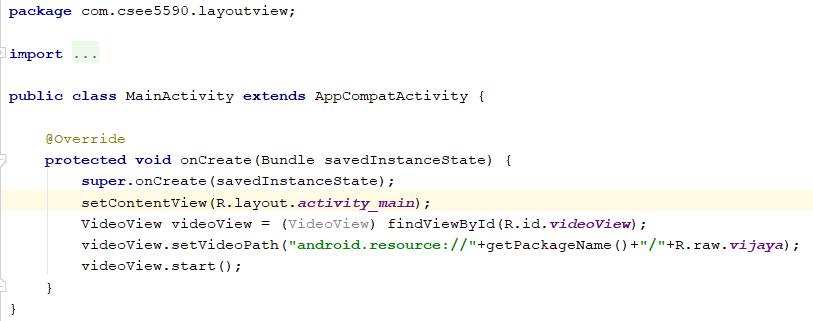 package com.csee5590.layoutview;
import ...
public class MainActivity extends AppCompatActivity {
@Override
protected void onCreate(Bundle savedInstanceState) {
super.onCreate(savedInstanceState);
setContentView(R.layout.activity_main);
VideoView videoView = (VideoView) findViewById(R.id.videoView);
videoView.setVideoPath("android.resource://"+getPackageName()+"/"+R.raw.vijaya);
videoView.start();
}
}